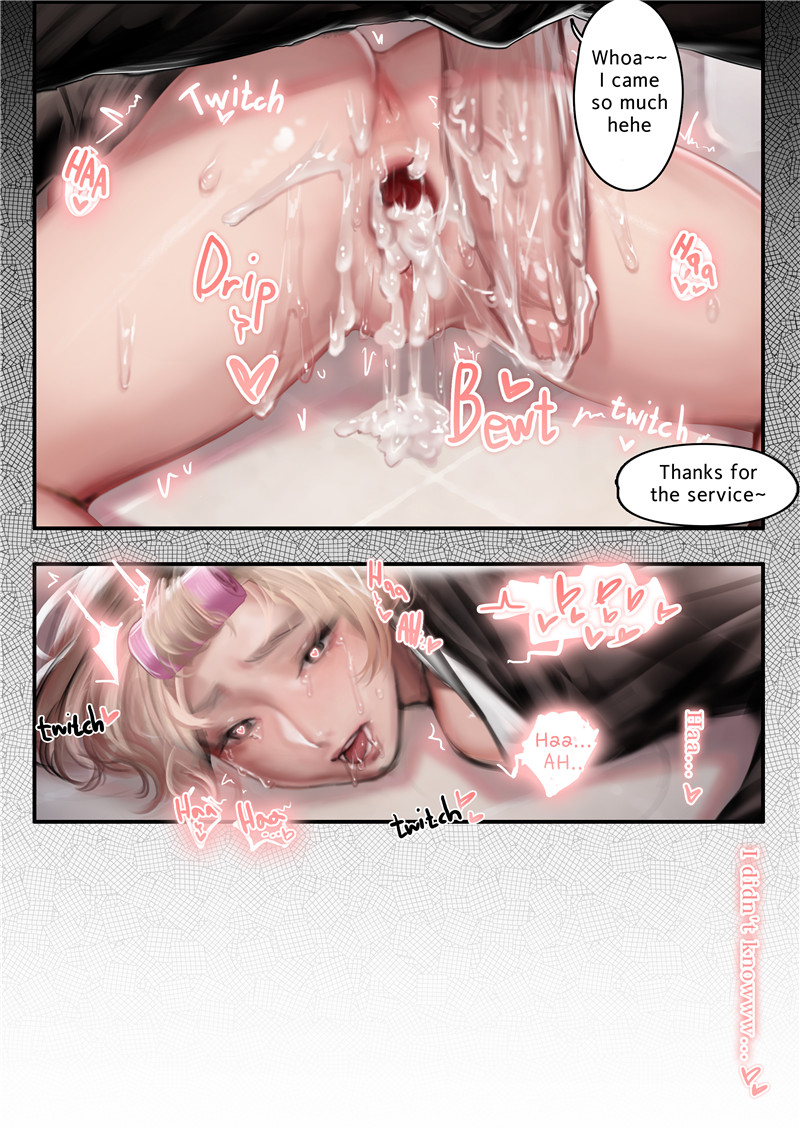 Whoa~~
I came
so much
hehe
Twitch
HAA
Haa
Drip
Bewt
twitch
Thanks for
the service~
Haa
AH
twitch
Haa...
AH..
Haa...
Haa
Haa
twitch
I didn't knowww...